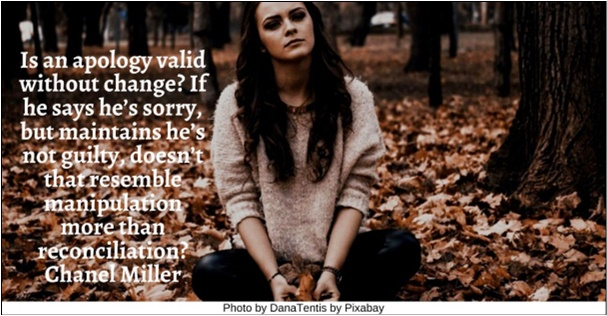 Is an apology valid
without change? If
he says he's sorry,
but maintains he's
not guilty, doesn't
that resemble
manipulation
more than
reconciliation?
Chanel Miller
Photo by DanaTentis by Pixabay